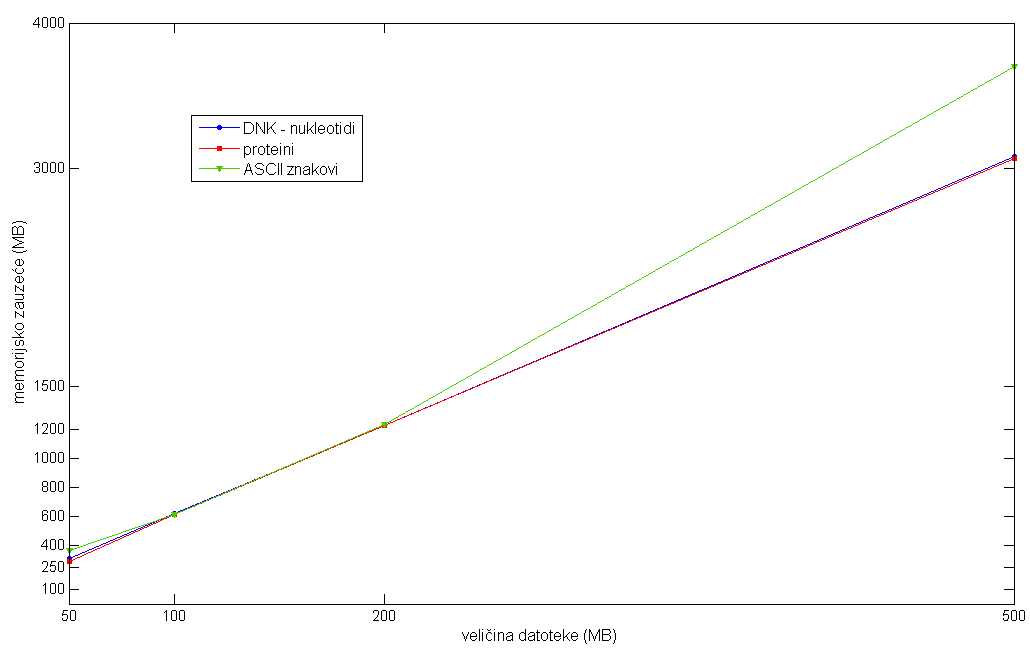 4000
DNK - nukleotidi
proteini
ASCII znakovi
3000
memorijsko zauzeće (MB)
1500
1200
1000
800
600
400
250
100
50 100 200 500
veličina datoteke (MB)